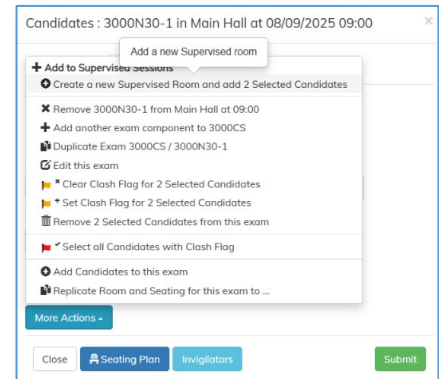 Candidates : 3000N30-1 in Main Hall at 08/09/2025 09:00 ×
Add a new Supervised room
+ Add to Supervised Sessions
Create a new Supervised Room and add 2 Selected Candidates
Remove 3000N30-1 from Main Hall at 09:00
Add another exam component to 3000CS
Duplicate Exam 3000CS / 3000N30-1
Edit this exam
Clear Clash Flag for 2 Selected Candidates
Set Clash Flag for 2 Selected Candidates
Remove 2 Selected Candidates from this exam
Select all Candidates with Clash Flag
Add Candidates to this exam
Replicate Room and Seating for this exam to ...
More Actions
Close Seating Plan Invigilators Submit